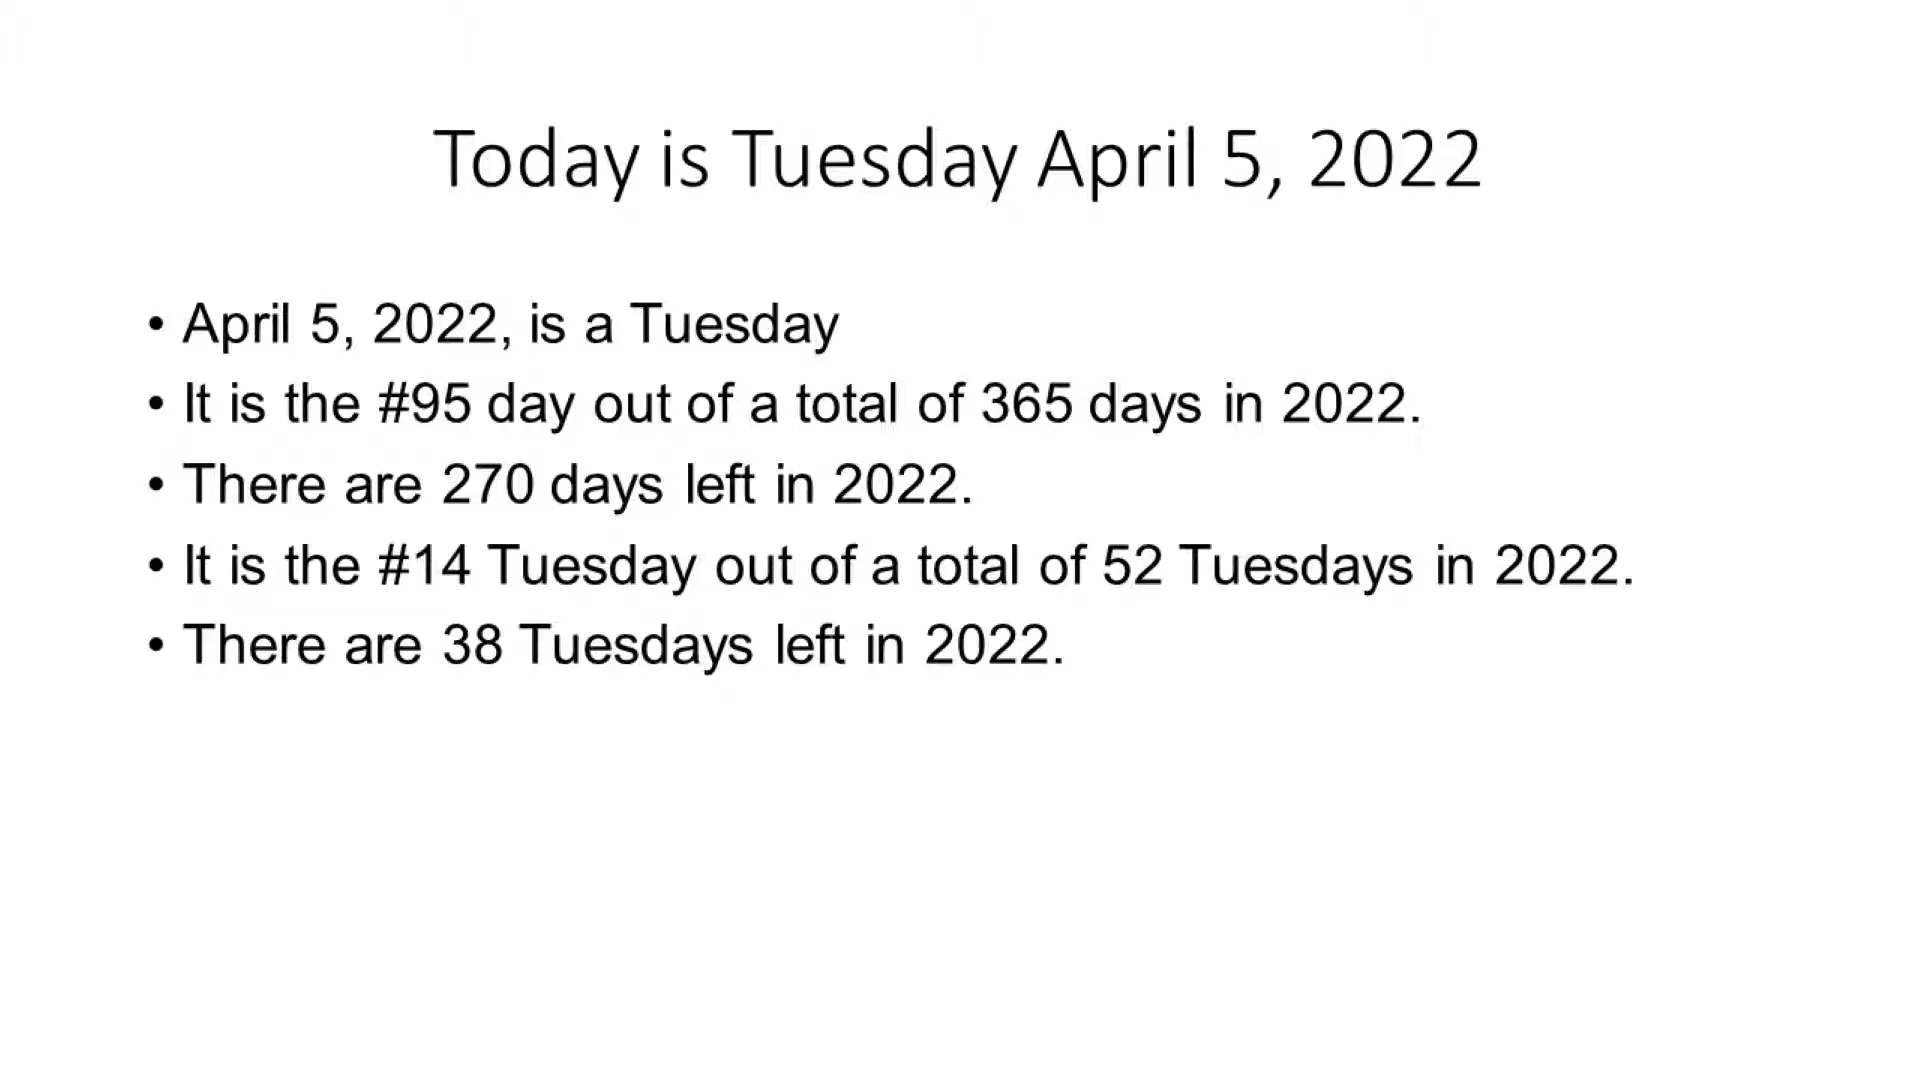 Today is Tuesday April 5, 2022
• April 5, 2022, is a Tuesday
• It is the #95 day out of a total of 365 days in 2022.
• There are 270 days left in 2022.
• It is the #14 Tuesday out of a total of 52 Tuesdays in 2022.
• There are 38 Tuesdays left in 2022.